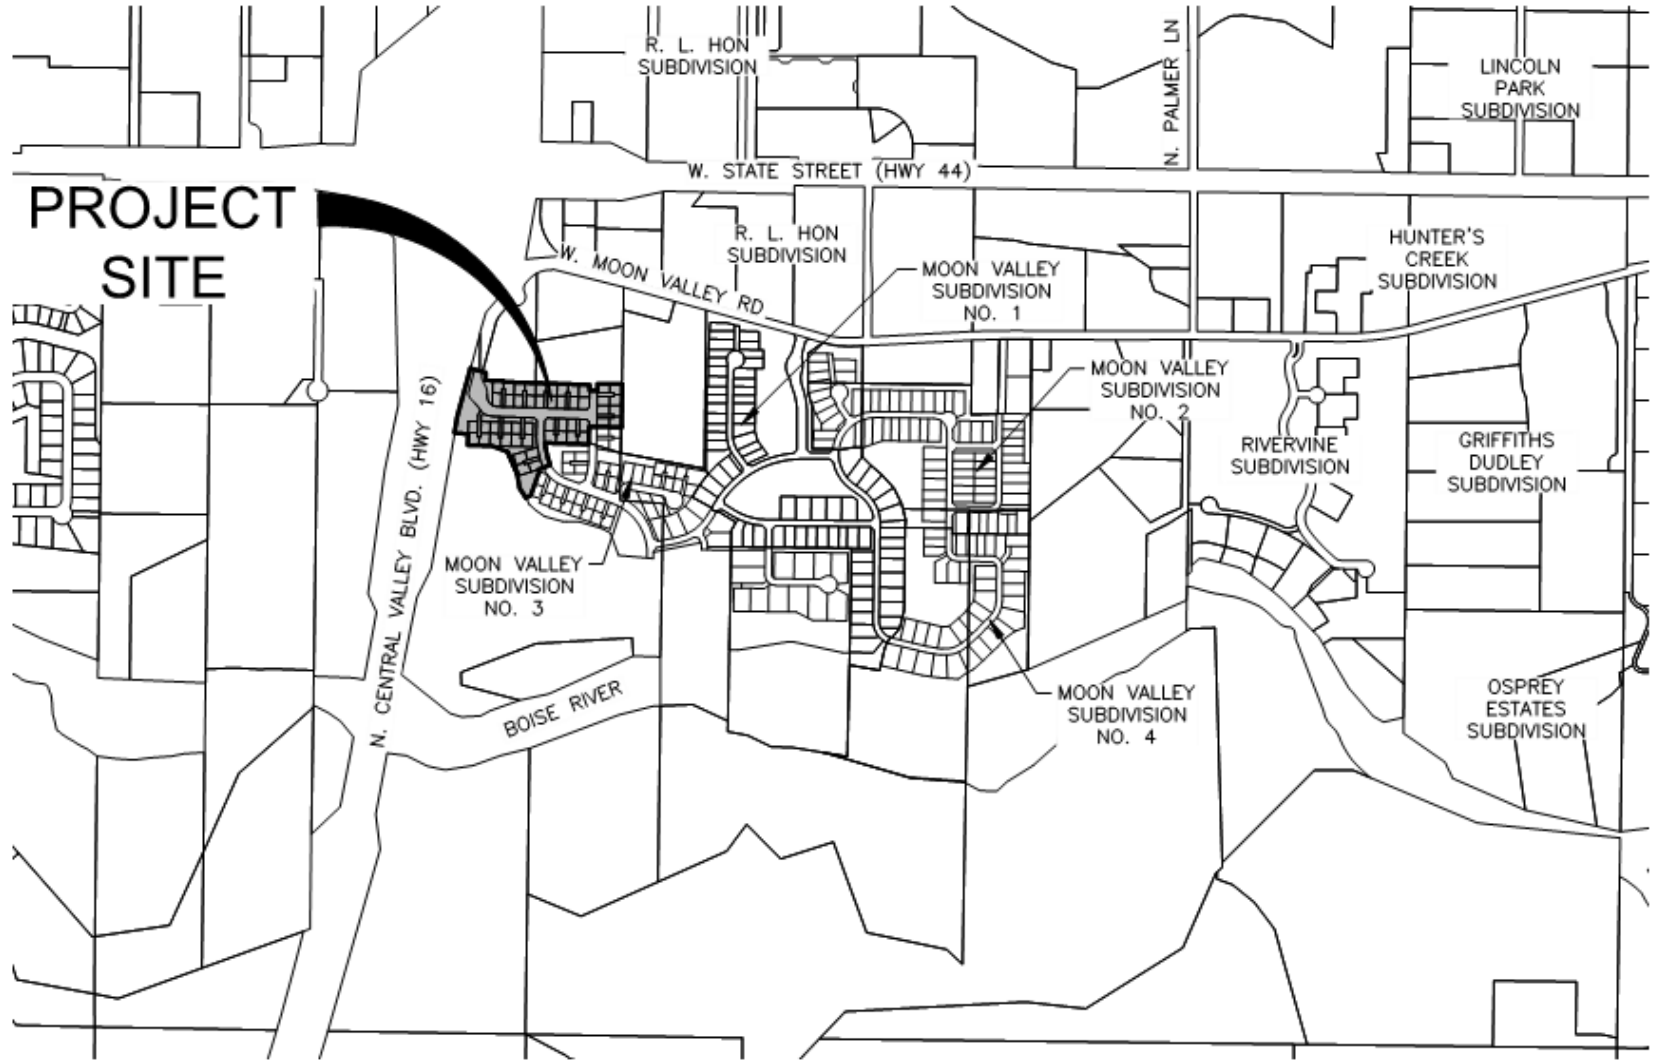 R. L. HON
SUBDIVISION
N. PALMER LN
LINCOLN
PARK
SUBDIVISION
W. STATE STREET (HWY 44)
PROJECT
SITE
R. L. HON
SUBDIVISION
HUNTER'S
CREEK
SUBDIVISION
W. MOON VALLEY RD
MOON VALLEY
SUBDIVISION
NO. 1
MOON VALLEY
SUBDIVISION
NO. 2
RIVERVINE
SUBDIVISION
GRIFFITHS
DUDLEY
SUBDIVISION
N. CENTRAL VALLEY BLVD. (HWY 16)
MOON VALLEY
SUBDIVISION
NO. 3
BOISE RIVER
MOON VALLEY
SUBDIVISION
NO. 4
OSPREY
ESTATES
SUBDIVISION